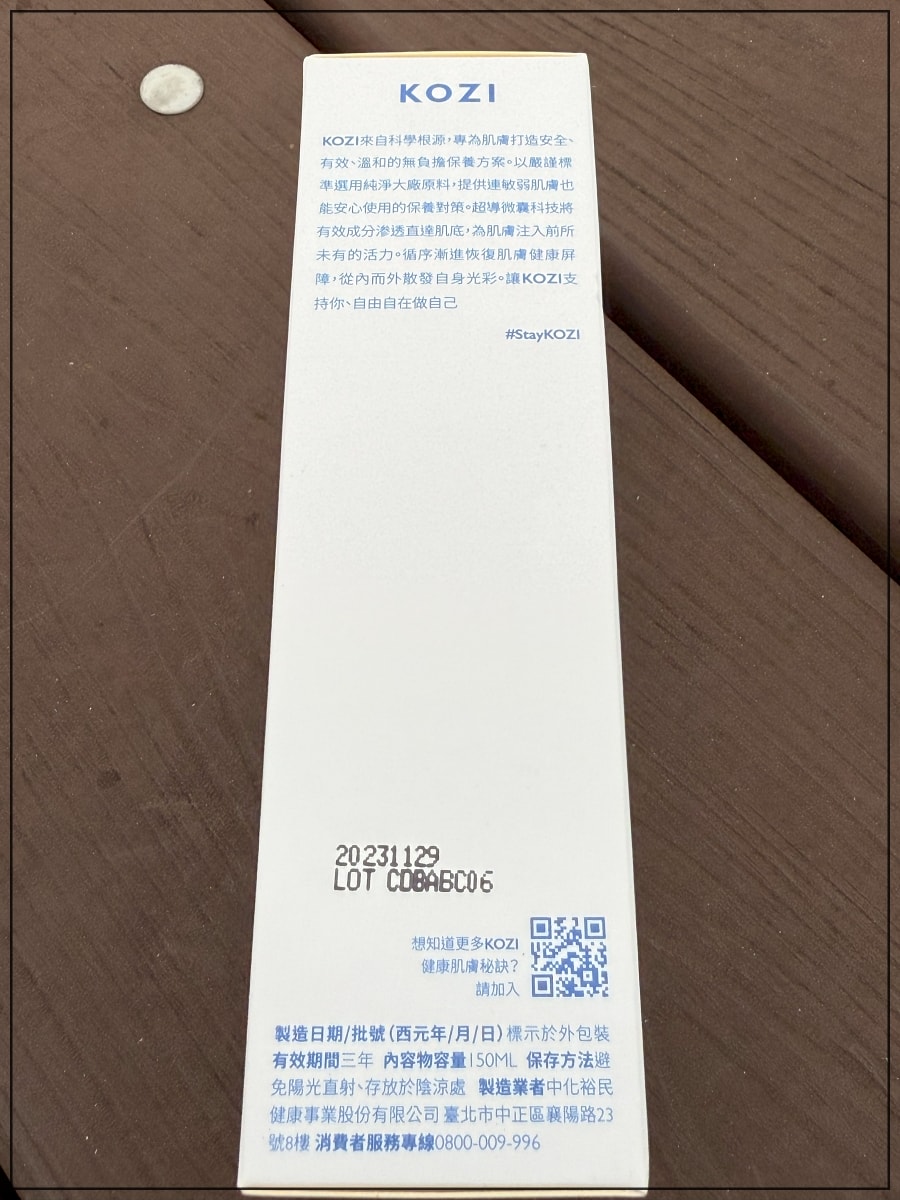 KOZI
KOZI來自科學根源，專為肌膚打造安全、
有效、溫和的無負擔保養方案。以嚴謹標
準選用純淨大廠原料，提供連敏弱肌膚也
能安心使用的保養對策。超導微囊科技將
有效成分滲透直達肌底，為肌膚注入前所
未有的活力。循序漸進恢復肌膚健康屏
障，從內而外散發自身光彩。讓KOZI支
持你、自由自在做自己
#StayKOZI
20231129
LOT CD8ABC06
想知道更多KOZI
健康肌膚秘訣？
請加入
製造日期/批號（西元年/月/日）標示於外包裝
有效期間三年 內容物容量150ML 保存方法避
免陽光直射、存放於陰涼處 製造業者中化裕民
健康事業股份有限公司 臺北市中正區襄陽路23
號8樓 消費者服務專線0800-009-996